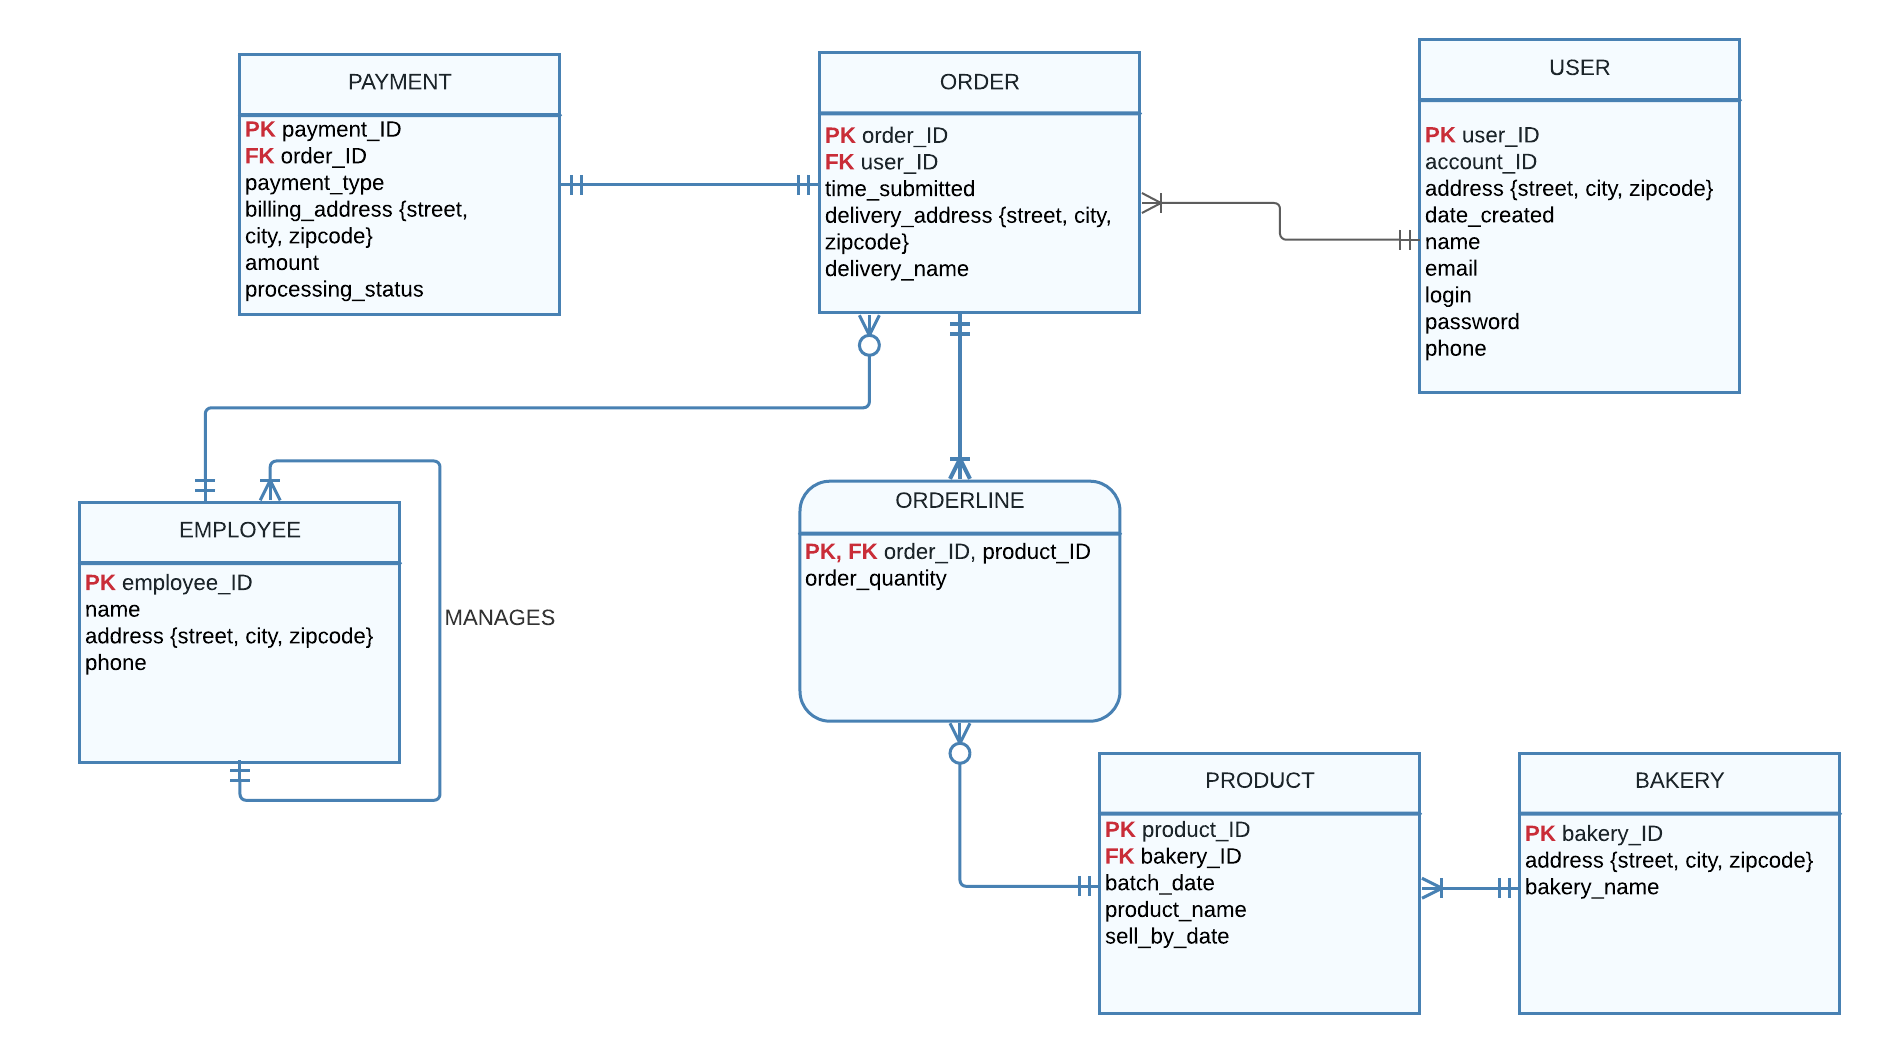 PAYMENT
PK payment_ID
FK order_ID
payment_type
billing_address {street,
city, zipcode}
amount
processing_status
ORDER
PK order_ID
FK user_ID
time_submitted
delivery_address {street, city,
zipcode}
delivery_name
USER
PK user_ID
account_ID
address {street, city, zipcode}
date_created
name
email
login
password
phone
EMPLOYEE
PK employee_ID
name
address {street, city, zipcode}
phone
MANAGES
ORDERLINE
PK, FK order_ID, product_ID
order_quantity
PRODUCT
PK product_ID
FK bakery_ID
batch_date
product_name
sell_by_date
BAKERY
PK bakery_ID
address {street, city, zipcode}
bakery_name